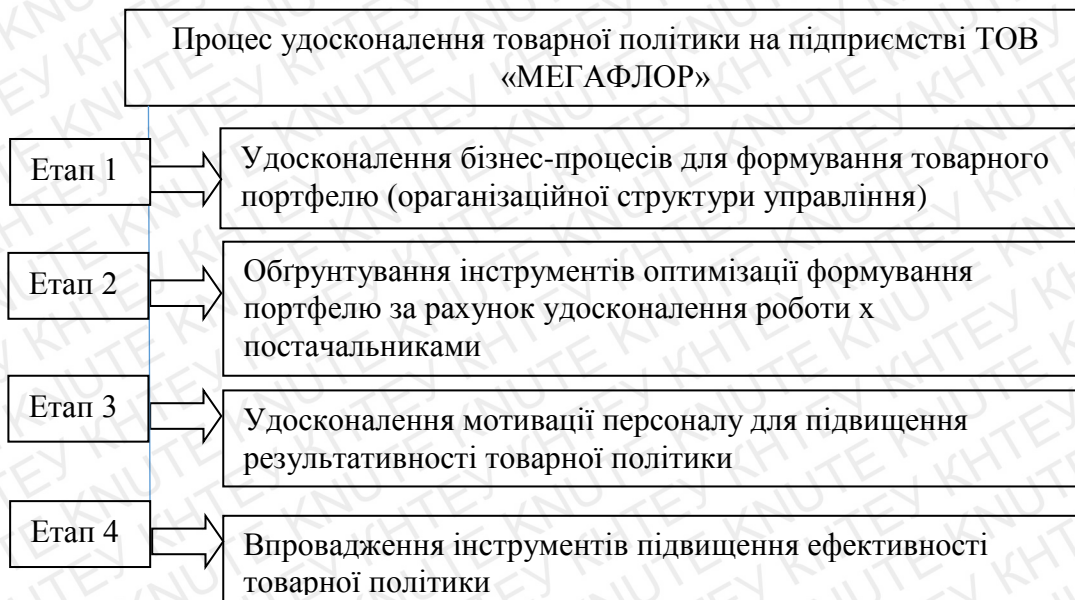 Процес удосконалення товарної політики на підприємстві ТОВ
«МЕГАФЛОР»
Етап 1
Удосконалення бізнес-процесів для формування товарного
портфелю (ораганізаційної структури управління)
Етап 2
Обґрунтування інструментів оптимізації формування
портфелю за рахунок удосконалення роботи х
постачальниками
Етап 3
Удосконалення мотивації персоналу для підвищення
результативності товарної політики
Етап 4
Впровадження інструментів підвищення ефективності
товарної політики